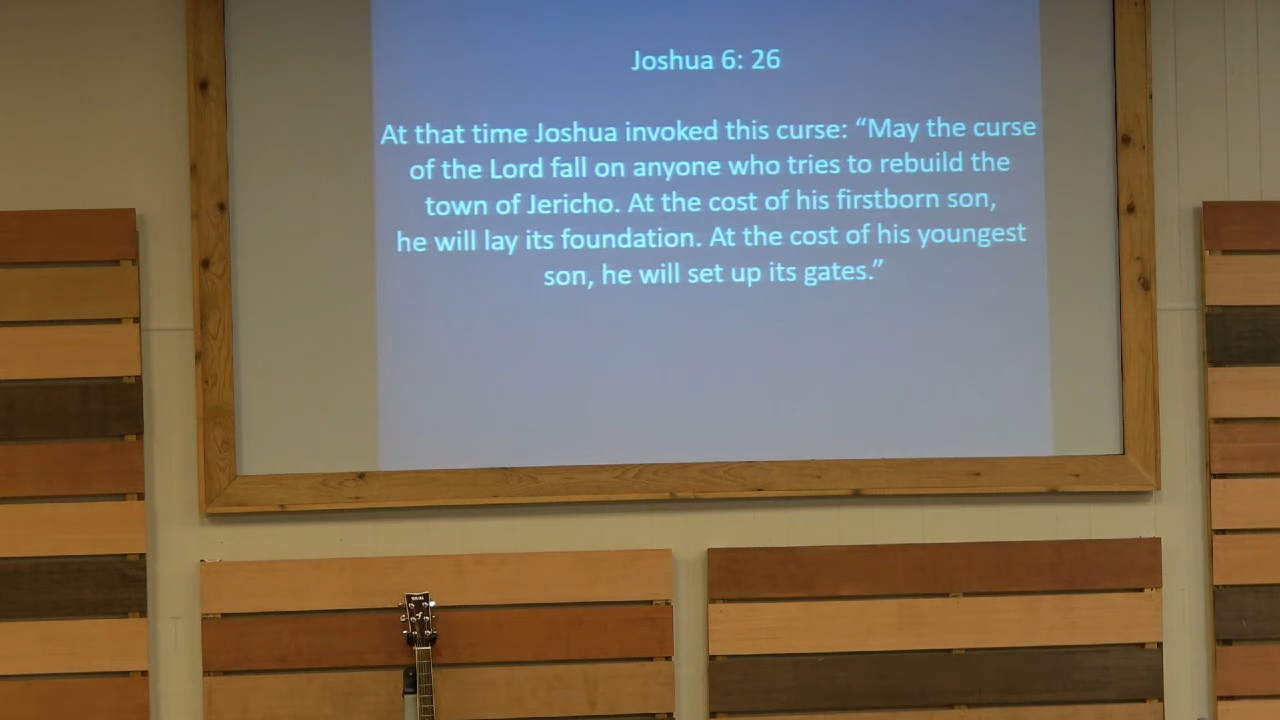 Joshua 6: 26
At that time Joshua invoked this curse: “May the curse
of the Lord fall on anyone who tries to rebuild the
town of Jericho. At the cost of his firstborn son,
he will lay its foundation. At the cost of his youngest
son, he will set up its gates.”